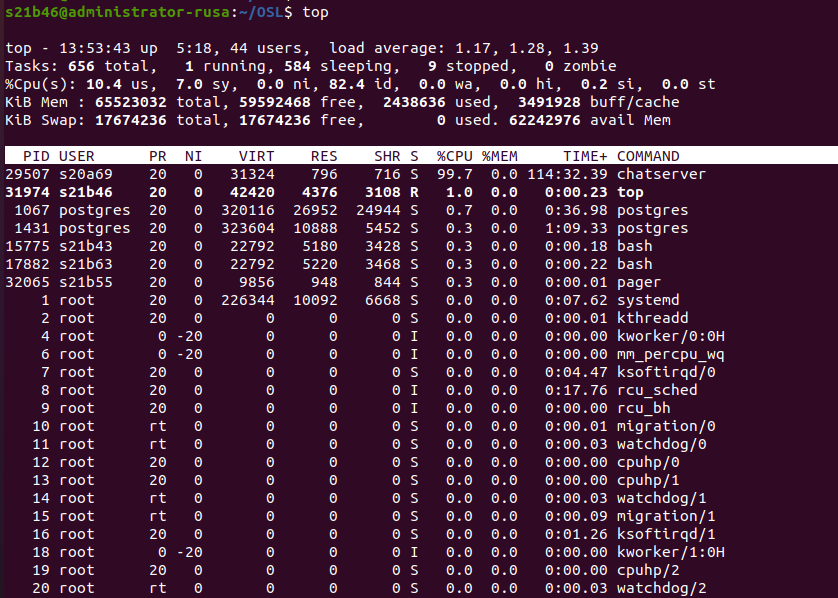 s21b46@administrator-rusa:~/OSL$ top
top - 13:53:43 up  5:18, 44 users,  load average: 1.17, 1.28, 1.39
Tasks: 656 total,   1 running, 584 sleeping,   9 stopped,   0 zombie
%Cpu(s): 10.4 us,  7.0 sy,  0.0 ni, 82.4 id,  0.0 wa,  0.0 hi,  0.2 si,  0.0 st
KiB Mem : 65523032 total, 59592468 free,  2438636 used,  3491928 buff/cache
KiB Swap: 17674236 total, 17674236 free,        0 used. 62242976 avail Mem
  PID USER      PR  NI    VIRT    RES    SHR S  %CPU %MEM     TIME+ COMMAND
29507 s20a69    20   0   31324    796    716 S  99.7  0.0 114:32.39 chatserver
31974 s21b46    20   0   42420   4376   3108 R   1.0  0.0   0:00.23 top
 1067 postgres  20   0  320116  26952  24944 S   0.7  0.0   0:36.98 postgres
 1431 postgres  20   0  323604  10888   5452 S   0.3  0.0   1:09.33 postgres
15775 s21b43    20   0   22792   5180   3428 S   0.3  0.0   0:00.18 bash
17882 s21b63    20   0   22792   5220   3468 S   0.3  0.0   0:00.22 bash
32065 s21b55    20   0    9856    948    844 S   0.3  0.0   0:00.01 pager
    1 root      20   0  226344  10092   6668 S   0.0  0.0   0:07.62 systemd
    2 root      20   0       0      0      0 S   0.0  0.0   0:00.01 kthreadd
    4 root       0 -20       0      0      0 I   0.0  0.0   0:00.00 kworker/0:0H
    6 root       0 -20       0      0      0 I   0.0  0.0   0:00.00 mm_percpu_wq
    7 root      20   0       0      0      0 S   0.0  0.0   0:04.47 ksoftirqd/0
    8 root      20   0       0      0      0 I   0.0  0.0   0:17.76 rcu_sched
    9 root      20   0       0      0      0 I   0.0  0.0   0:00.00 rcu_bh
   10 root      rt   0       0      0      0 S   0.0  0.0   0:00.01 migration/0
   11 root      rt   0       0      0      0 S   0.0  0.0   0:00.03 watchdog/0
   12 root      20   0       0      0      0 S   0.0  0.0   0:00.00 cpuhp/0
   13 root      20   0       0      0      0 S   0.0  0.0   0:00.00 cpuhp/1
   14 root      rt   0       0      0      0 S   0.0  0.0   0:00.03 watchdog/1
   15 root      rt   0       0      0      0 S   0.0  0.0   0:00.09 migration/1
   16 root      20   0       0      0      0 S   0.0  0.0   0:01.26 ksoftirqd/1
   18 root       0 -20       0      0      0 I   0.0  0.0   0:00.00 kworker/1:0H
   19 root      20   0       0      0      0 S   0.0  0.0   0:00.00 cpuhp/2
   20 root      rt   0       0      0      0 S   0.0  0.0   0:00.03 watchdog/2